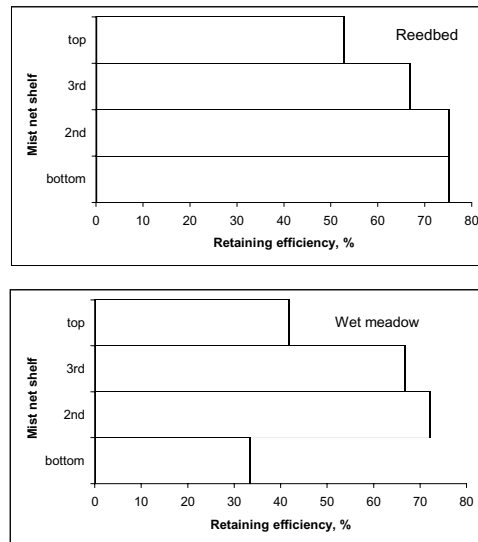 Reedbed
top
3rd
2nd
bottom
Mist net shelf
0 10 20 30 40 50 60 70 80
Retaining efficiency, %
Wet meadow
top
3rd
2nd
bottom
Mist net shelf
0 10 20 30 40 50 60 70 80
Retaining efficiency, %